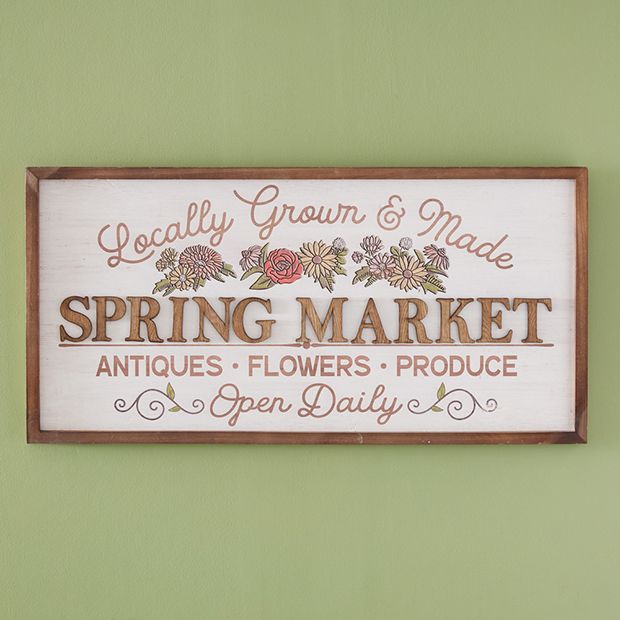 Locally Grown & Made
SPRING MARKET
ANTIQUES · FLOWERS · PRODUCE
Open Daily